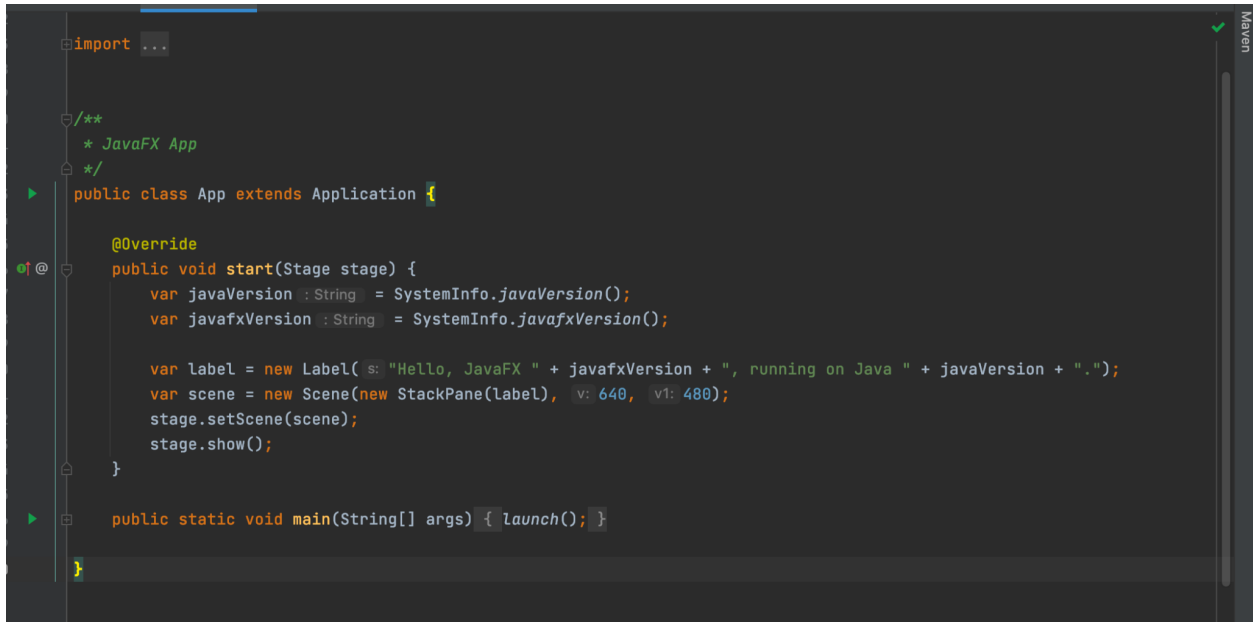 Maven
import ...
/**
* JavaFX App
*/
public class App extends Application {
@Override
public void start(Stage stage) {
var javaVersion : String = SystemInfo.javaVersion();
var javafxVersion : String = SystemInfo.javafxVersion();
var label = new Label( s: "Hello, JavaFX " + javafxVersion + ", running on Java " + javaVersion + ".");
var scene = new Scene(new StackPane(label), v: 640, v1: 480);
stage.setScene(scene);
stage.show();
}
public static void main(String[] args) { launch(); }
}